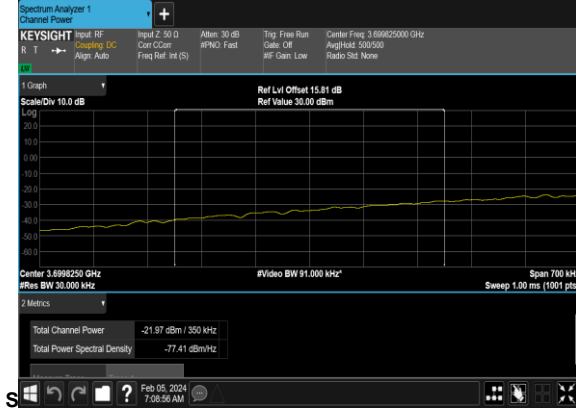 Spectrum Analyzer 1
Channel Power
KEYSIGHT Input: RF Input Z: 50 Ω Atten: 30 dB Trig: Free Run Center Freq: 3.699825000 GHz
R T Coupling: DC Corr CCorr #PNO: Fast Gate: Off Avg|Hold: 500/500
Align: Auto Freq Ref: Int (S) #IF Gain: Low Radio Std: None
1 Graph Ref Lvl Offset 15.81 dB
Scale/Div 10.0 dB Ref Value 30.00 dBm
Log
20.0
10.0
0.00
-10.0
-20.0
-30.0
-40.0
-50.0
-60.0
Center 3.6998250 GHz #Video BW 91.000 kHz* Span 700 kHz
#Res BW 30.000 kHz Sweep 1.00 ms (1001 pts)
2 Metrics
Total Channel Power -21.97 dBm / 350 kHz
Total Power Spectral Density -77.41 dBm/Hz
S
? Feb 05, 2024
7:08:56 AM